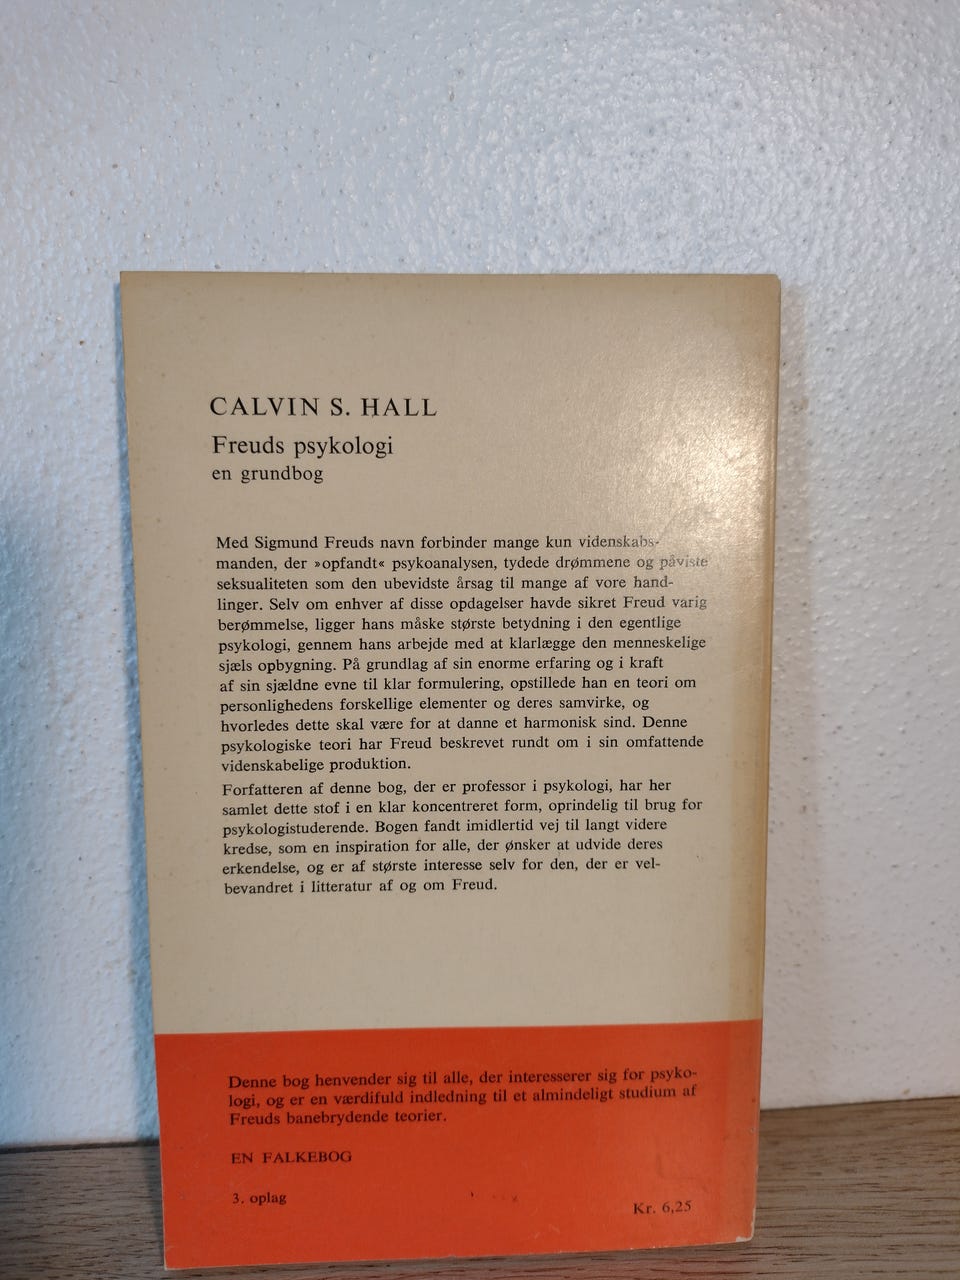 CALVIN S. HALL
Freuds psykologi
en grundbog
Med Sigmund Freuds navn forbinder mange kun videnskabs-
manden, der »opfandt« psykoanalysen, tydede drømmene og påviste
seksualiteten som den ubevidste årsag til mange af vore hand-
linger. Selv om enhver af disse opdagelser havde sikret Freud varig
berømmelse, ligger hans måske største betydning i den egentlige
psykologi, gennem hans arbejde med at klarlægge den menneskelige
sjæls opbygning. På grundlag af sin enorme erfaring og i kraft
af sin sjældne evne til klar formulering, opstillede han en teori om
personlighedens forskellige elementer og deres samvirke, og
hvorledes dette skal være for at danne et harmonisk sind. Denne
psykologiske teori har Freud beskrevet rundt om i sin omfattende
videnskabelige produktion.
Forfatteren af denne bog, der er professor i psykologi, har her
samlet dette stof i en klar koncentreret form, oprindelig til brug for
psykologistuderende. Bogen fandt imidlertid vej til langt videre
kredse, som en inspiration for alle, der ønsker at udvide deres
erkendelse, og er af største interesse selv for den, der er vel-
bevandret i litteratur af og om Freud.
Denne bog henvender sig til alle, der interesserer sig for psyko-
logi, og er en værdifuld indledning til et almindeligt studium af
Freuds banebrydende teorier.
EN FALKEBOG
3. oplag
Kr. 6,25